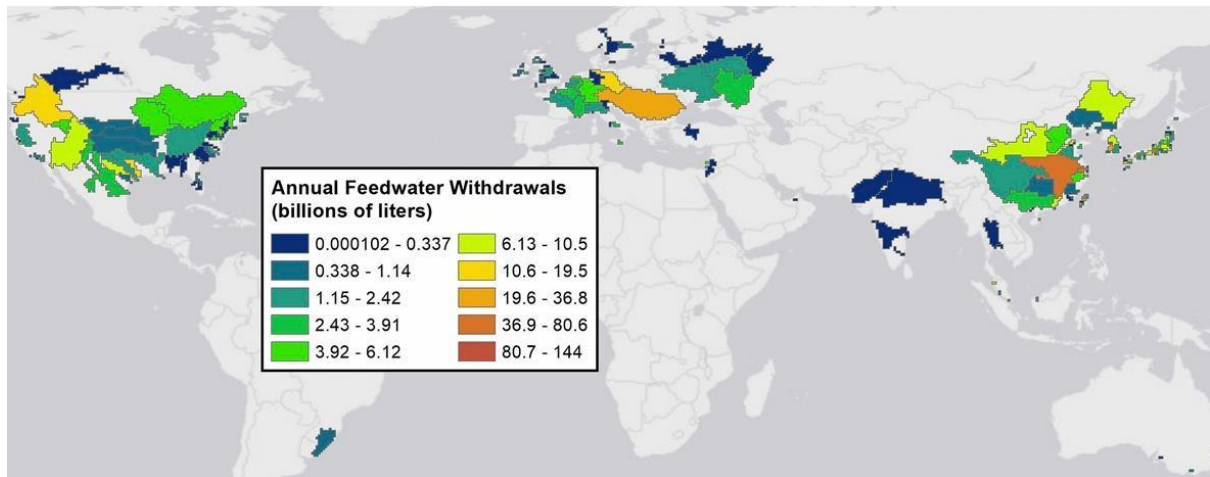 Annual Feedwater Withdrawals
(billions of liters)
0.000102 - 0.337
0.338 - 1.14
1.15 - 2.42
2.43 - 3.91
3.92 - 6.12
6.13 - 10.5
10.6 - 19.5
19.6 - 36.8
36.9 - 80.6
80.7 - 144